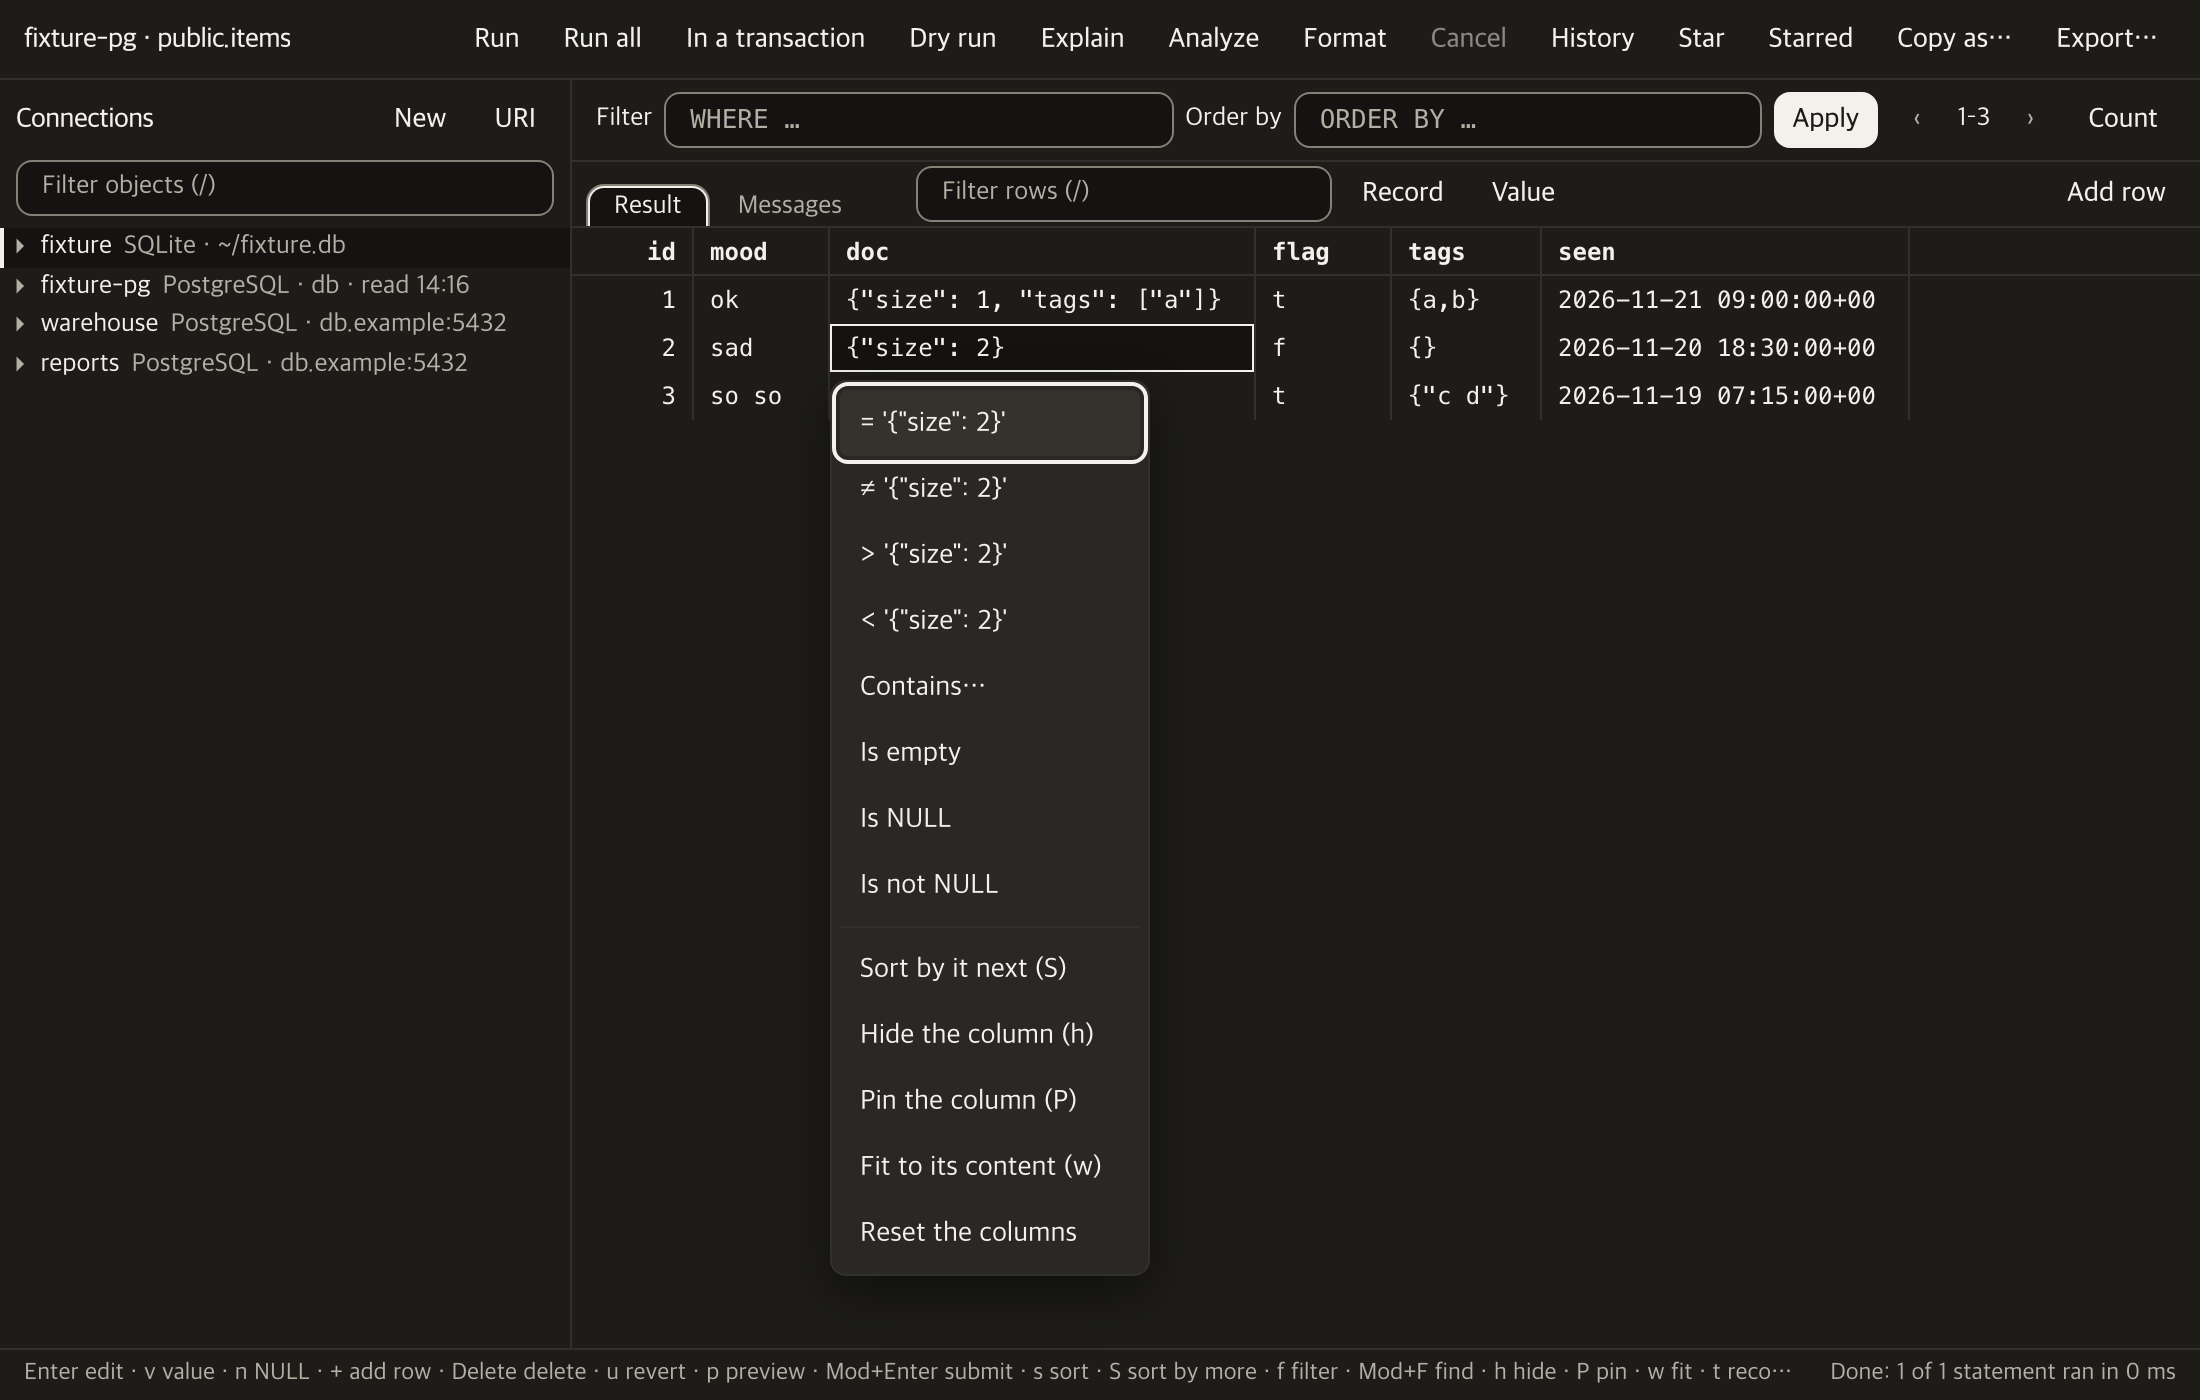 fixture-pg · public.items Run Run all In a transaction Dry run Explain Analyze Format Cancel History Star Starred Copy as… Export…
Connections New URI
Filter objects (/)
fixture SQLite · ~/fixture.db
fixture-pg PostgreSQL · db · read 14:16
warehouse PostgreSQL · db.example:5432
reports PostgreSQL · db.example:5432
Filter WHERE … Order by ORDER BY … Apply ‹ 1-3 › Count
Result Messages Filter rows (/) Record Value Add row
id mood doc flag tags seen
1 ok {"size": 1, "tags": ["a"]} t {a,b} 2026-11-21 09:00:00+00
2 sad {"size": 2} f {} 2026-11-20 18:30:00+00
3 so so t {"c d"} 2026-11-19 07:15:00+00
= '{"size": 2}'
≠ '{"size": 2}'
> '{"size": 2}'
< '{"size": 2}'
Contains…
Is empty
Is NULL
Is not NULL
Sort by it next (S)
Hide the column (h)
Pin the column (P)
Fit to its content (w)
Reset the columns
Enter edit · v value · n NULL · + add row · Delete delete · u revert · p preview · Mod+Enter submit · s sort · S sort by more · f filter · Mod+F find · h hide · P pin · w fit · t reco… Done: 1 of 1 statement ran in 0 ms